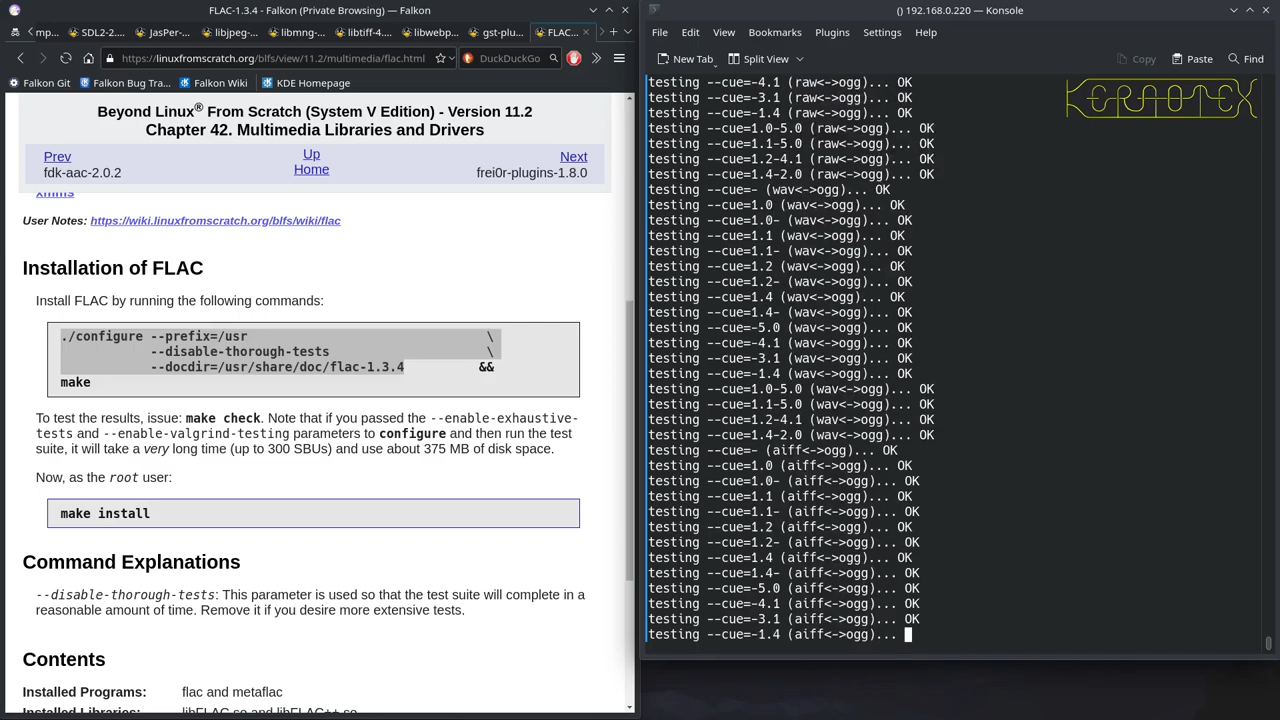 FLAC-1.3.4 - Falkon (Private Browsing) — Falkon
mp...
SDL2-2....
JasPer-...
libjpeg-...
libmng-...
libtiff-4....
libwebp...
gst-plu...
FLAC...
https://linuxfromscratch.org/blfs/view/11.2/multimedia/flac.html
DuckDuckGo
Falkon Git
Falkon Bug Tra...
Falkon Wiki
KDE Homepage
Beyond Linux® From Scratch (System V Edition) - Version 11.2
Chapter 42. Multimedia Libraries and Drivers
Prev
Up
Next
fdk-aac-2.0.2
Home
frei0r-plugins-1.8.0
xmms
User Notes: https://wiki.linuxfromscratch.org/blfs/wiki/flac
Installation of FLAC
Install FLAC by running the following commands:
./configure --prefix=/usr \
--disable-thorough-tests \
--docdir=/usr/share/doc/flac-1.3.4 &&
make
To test the results, issue: make check. Note that if you passed the --enable-exhaustive-
tests and --enable-valgrind-testing parameters to configure and then run the test
suite, it will take a very long time (up to 300 SBUs) and use about 375 MB of disk space.
Now, as the root user:
make install
Command Explanations
--disable-thorough-tests: This parameter is used so that the test suite will complete in a
reasonable amount of time. Remove it if you desire more extensive tests.
Contents
Installed Programs: flac and metaflac
Installed Libraries: libFLAC.so and libFLAC++.so
() 192.168.0.220 — Konsole
File Edit View Bookmarks Plugins Settings Help
New Tab
Split View
Copy
Paste
Find
testing --cue=-4.1 (raw<->ogg)... OK
testing --cue=-3.1 (raw<->ogg)... OK
testing --cue=-1.4 (raw<->ogg)... OK
testing --cue=1.0-5.0 (raw<->ogg)... OK
testing --cue=1.1-5.0 (raw<->ogg)... OK
testing --cue=1.2-4.1 (raw<->ogg)... OK
testing --cue=1.4-2.0 (raw<->ogg)... OK
testing --cue=- (wav<->ogg)... OK
testing --cue=1.0 (wav<->ogg)... OK
testing --cue=1.0- (wav<->ogg)... OK
testing --cue=1.1 (wav<->ogg)... OK
testing --cue=1.1- (wav<->ogg)... OK
testing --cue=1.2 (wav<->ogg)... OK
testing --cue=1.2- (wav<->ogg)... OK
testing --cue=1.4 (wav<->ogg)... OK
testing --cue=1.4- (wav<->ogg)... OK
testing --cue=-5.0 (wav<->ogg)... OK
testing --cue=-4.1 (wav<->ogg)... OK
testing --cue=-3.1 (wav<->ogg)... OK
testing --cue=-1.4 (wav<->ogg)... OK
testing --cue=1.0-5.0 (wav<->ogg)... OK
testing --cue=1.1-5.0 (wav<->ogg)... OK
testing --cue=1.2-4.1 (wav<->ogg)... OK
testing --cue=1.4-2.0 (wav<->ogg)... OK
testing --cue=- (aiff<->ogg)... OK
testing --cue=1.0 (aiff<->ogg)... OK
testing --cue=1.0- (aiff<->ogg)... OK
testing --cue=1.1 (aiff<->ogg)... OK
testing --cue=1.1- (aiff<->ogg)... OK
testing --cue=1.2 (aiff<->ogg)... OK
testing --cue=1.2- (aiff<->ogg)... OK
testing --cue=1.4 (aiff<->ogg)... OK
testing --cue=1.4- (aiff<->ogg)... OK
testing --cue=-5.0 (aiff<->ogg)... OK
testing --cue=-4.1 (aiff<->ogg)... OK
testing --cue=-3.1 (aiff<->ogg)... OK
testing --cue=-1.4 (aiff<->ogg)...